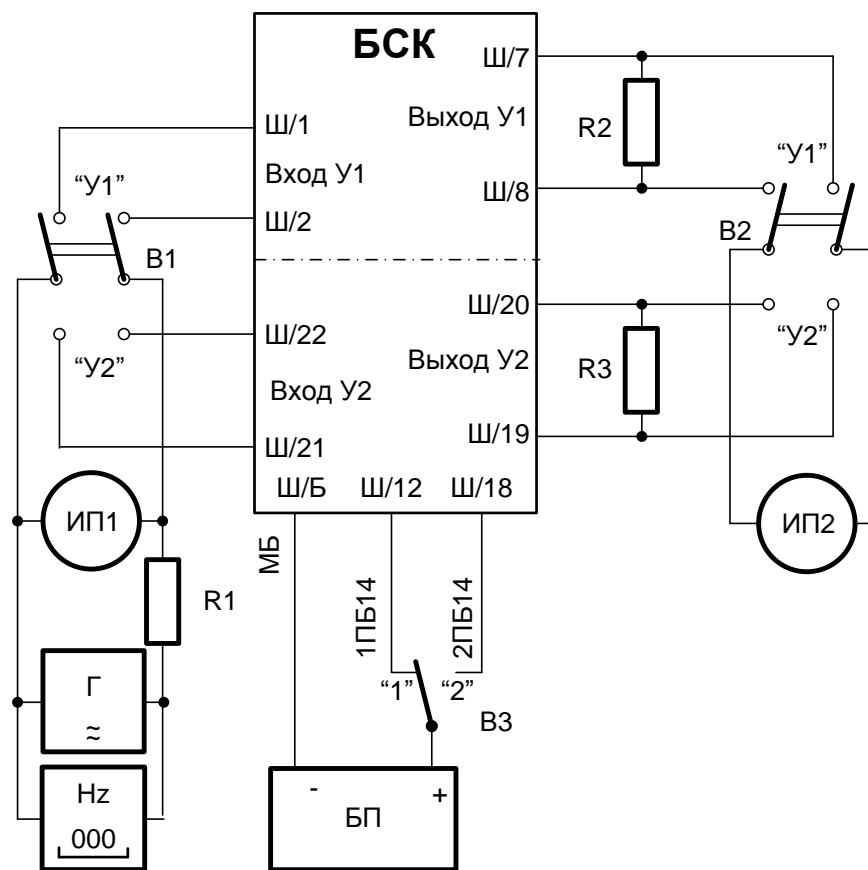 БСК
Ш/7
Ш/1
Выход У1
R2
“У1”
Вход У1
“У1”
Ш/8
Ш/2
В2
В1
Ш/20
Ш/22
“У2”
“У2”
Выход У2
R3
Вход У2
Ш/19
Ш/21
Ш/Б
Ш/12
Ш/18
ИП1
ИП2
МБ
1ПБ14
2ПБ14
R1
Г
≈
“1”
“2”
В3
Hz
000
-
+
БП